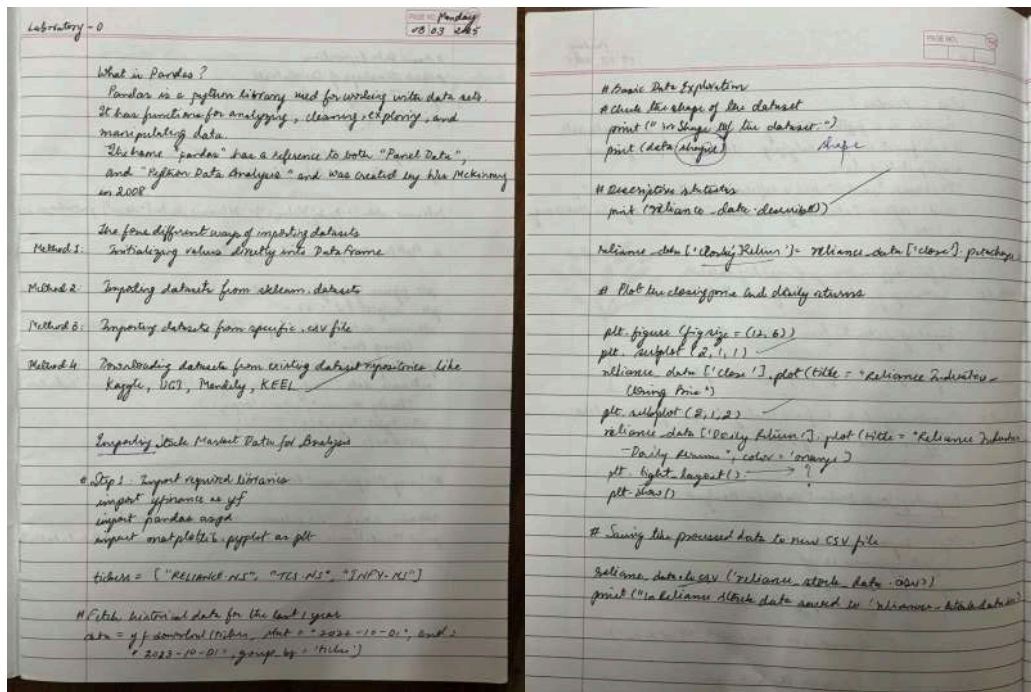 Laboratory - 0
PAGE NO.
Monday
03 03 2025
What is Pandas?
Pandas is a python library used for working with data sets.
It has functions for analyzing, cleaning, exploring, and
manipulating data.
The name "pandas" has a reference to both "Panel Data",
and "Python Data Analysis" and was created by Wes McKinney
in 2008
The four different ways of importing datasets
Method 1: Initializing values directly into DataFrame
Method 2 Importing datasets from sklearn.datasets
Method 3: Importing datasets from specific .csv file
Method 4. Downloading datasets from existing dataset repositories like
Kaggle, UCI, Mendely, KEEL
Importing Stock Market Data for Analysis
# Step 1: Import required libraries
import yfinance as yf
import pandas as pd
import matplotlib.pyplot as plt
tickers = ["RELIANCE.NS", "TCS.NS", "INFY.NS"]
# Fetch historical data for the last 1 year
data = yf.download(tickers, start = "2022-10-01", end =
"2023-10-01", group_by = 'ticker')
PAGE NO.
# Basic Data Exploration
# Check the shape of the dataset
print("\n Shape of the dataset:")
print(data.shape) shape
# Descriptive statistics
print(reliance_data.describe())
reliance_data['Closing Return'] = reliance_data['close'].
# Plot the closing price and daily returns
plt.figure(figsize = (12, 6))
plt.subplot(2,1,1)
reliance_data['close'].plot(title = "Reliance Industries -
Closing Price")
plt.subplot(2,1,2)
reliance_data['Daily Return'].plot(title = "Reliance
- Daily Returns", color = 'orange')
plt.tight_layout() ?
plt.show()
# Saving the processed data to new CSV file
reliance_data.to_csv('reliance_stock_data.csv')
print("\n Reliance stock data saved to